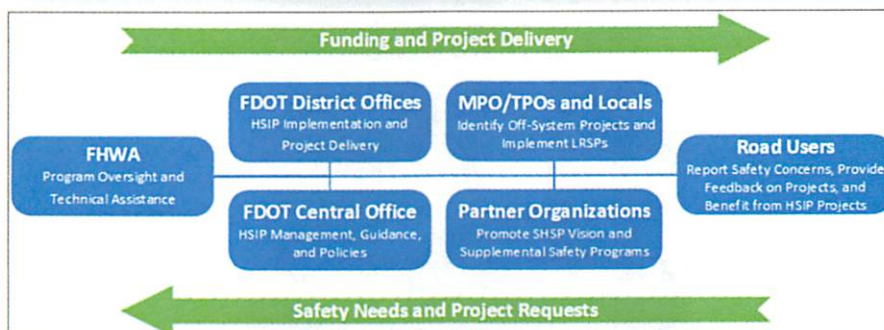 Funding and Project Delivery
FDOT District Offices
HSIP Implementation and
Project Delivery
MPO/TPOs and Locals
Identify Off-System Projects and
Implement LRSPs
FHWA
Program Oversight and
Technical Assistance
Road Users
Report Safety Concerns, Provide
Feedback on Projects, and
Benefit from HSIP Projects
FDOT Central Office
HSIP Management, Guidance,
and Policies
Partner Organizations
Promote SHSP Vision and
Supplemental Safety Programs
Safety Needs and Project Requests